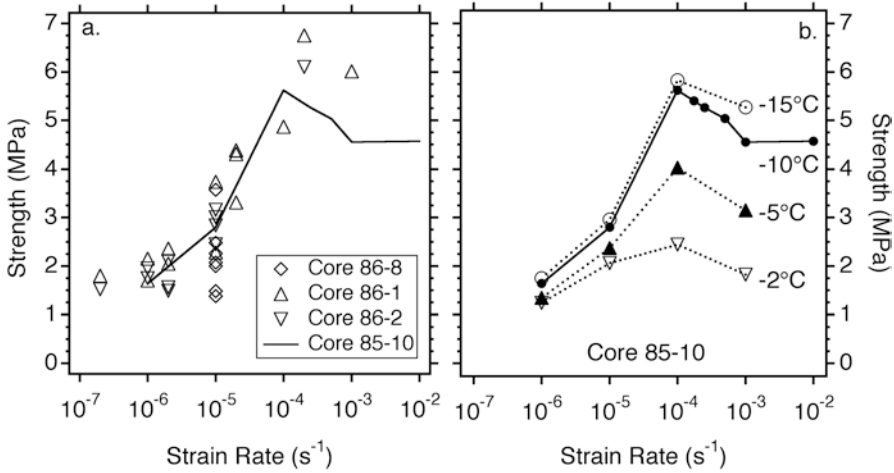 a.
Strength (MPa)
7
6
5
4
3
2
1
0
Core 86-8
Core 86-1
Core 86-2
Core 85-10
10⁻⁷ 10⁻⁶ 10⁻⁵ 10⁻⁴ 10⁻³ 10⁻²
Strain Rate (s⁻¹)
b.
-15°C
-10°C
-5°C
-2°C
Core 85-10
7
6
5
4
3
2
1
0
Strength (MPa)
10⁻⁷ 10⁻⁶ 10⁻⁵ 10⁻⁴ 10⁻³ 10⁻²
Strain Rate (s⁻¹)